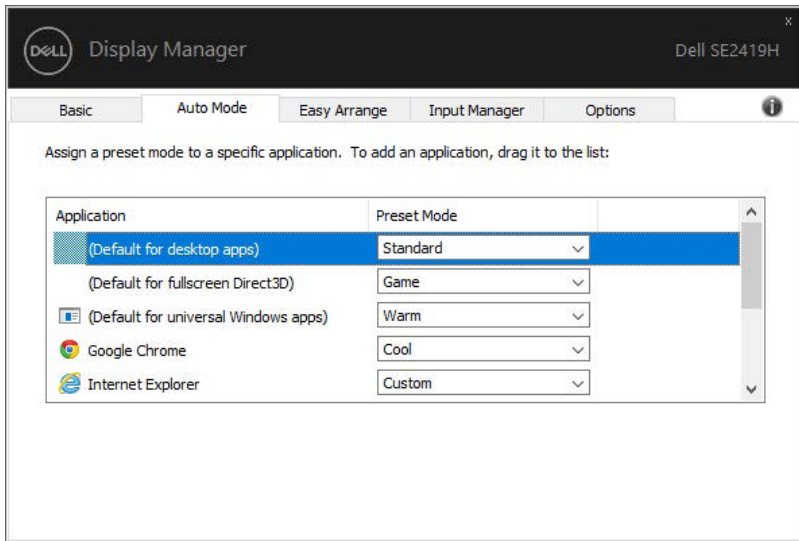 x
DELL Display Manager Dell SE2419H
Basic Auto Mode Easy Arrange Input Manager Options
Assign a preset mode to a specific application. To add an application, drag it to the list:
Application Preset Mode
(Default for desktop apps) Standard
(Default for fullscreen Direct3D) Game
(Default for universal Windows apps) Warm
Google Chrome Cool
Internet Explorer Custom